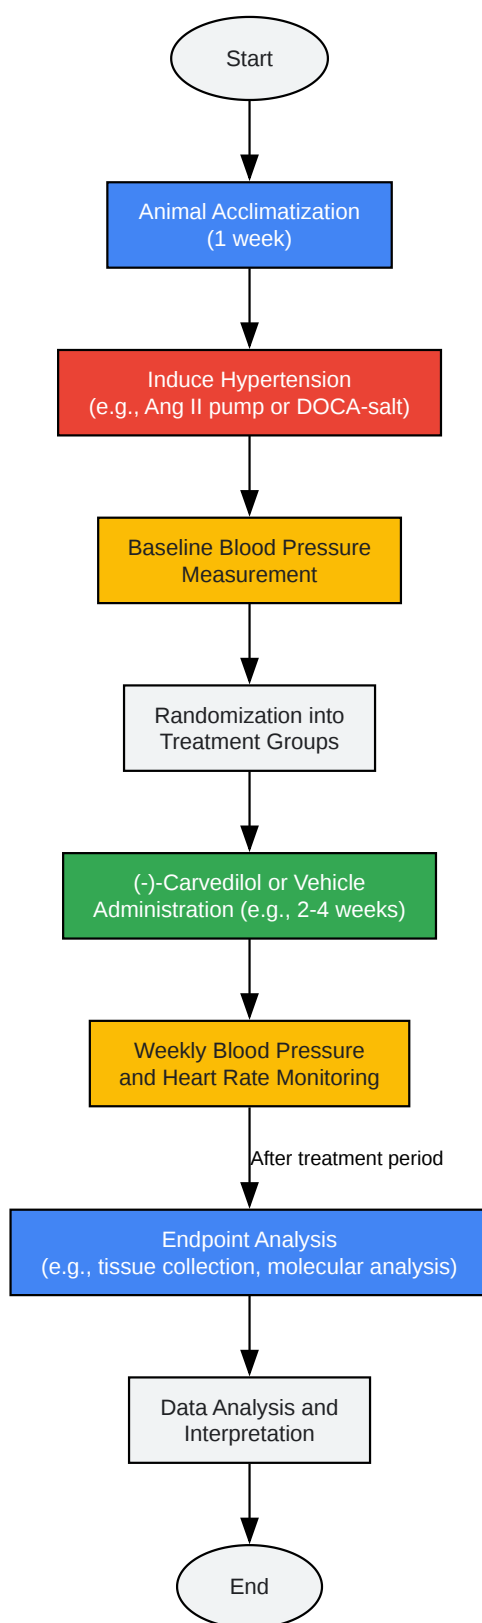 Start
Animal Acclimatization
(1 week)
Induce Hypertension
(e.g., Ang II pump or DOCA-salt)
Baseline Blood Pressure
Measurement
Randomization into
Treatment Groups
(-)-Carvedilol or Vehicle
Administration (e.g., 2-4 weeks)
Weekly Blood Pressure
and Heart Rate Monitoring
After treatment period
Endpoint Analysis
(e.g., tissue collection, molecular analysis)
Data Analysis and
Interpretation
End